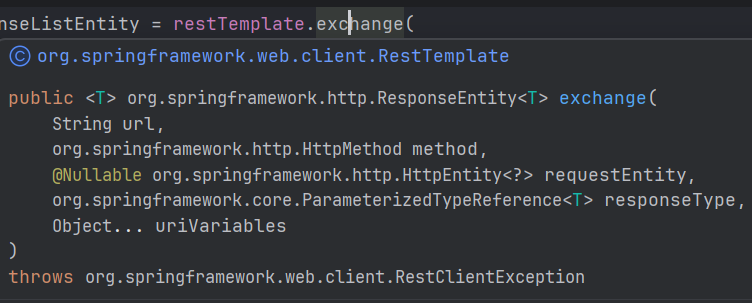 nseListEntity = restTemplate.exchange(
© org.springframework.web.client.RestTemplate
public <T> org.springframework.http.ResponseEntity<T> exchange(
String url,
org.springframework.http.HttpMethod method,
@Nullable org.springframework.http.HttpEntity<?> requestEntity,
org.springframework.core.ParameterizedTypeReference<T> responseType,
Object... uriVariables
)
throws org.springframework.web.client.RestClientException